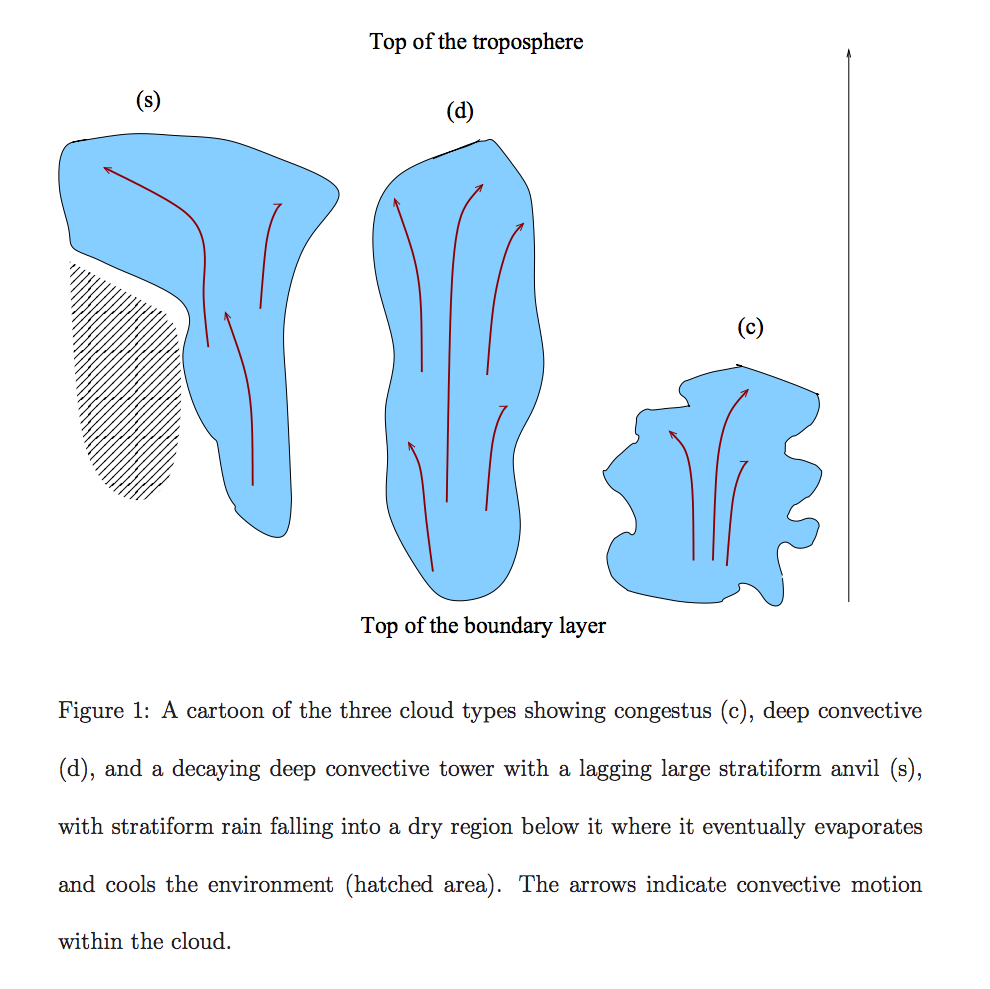 Top of the troposphere
(s)
(d)
(c)
Top of the boundary layer
Figure 1: A cartoon of the three cloud types showing congestus (c), deep convective
(d), and a decaying deep convective tower with a lagging large stratiform anvil (s),
with stratiform rain falling into a dry region below it where it eventually evaporates
and cools the environment (hatched area). The arrows indicate convective motion
within the cloud.